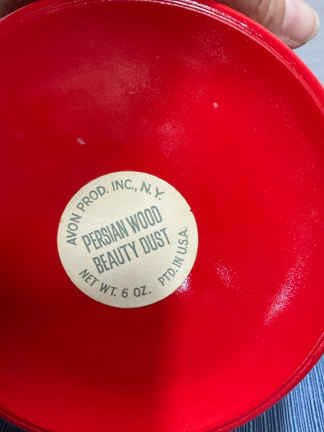 AVON PROD. INC., N.Y.
PERSIAN WOOD
BEAUTY DUST
NET WT. 6 OZ. PTD. IN U.S.A.